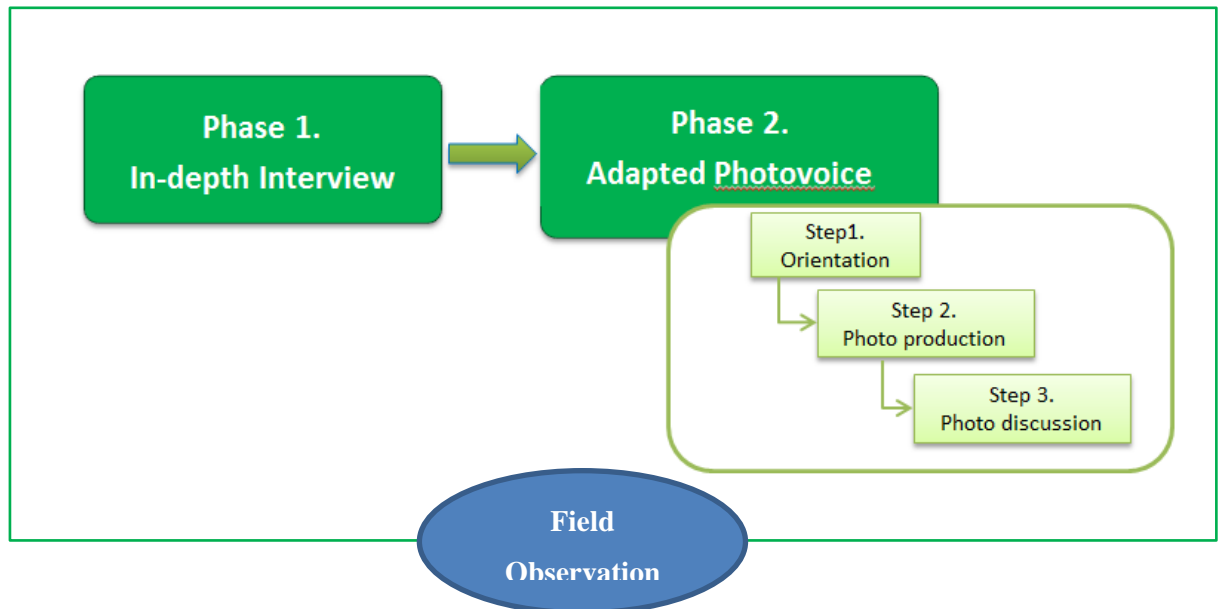 Phase 1.
In-depth Interview
Phase 2.
Adapted Photovoice
Step1.
Orientation
Step 2.
Photo production
Step 3.
Photo discussion
Field
Observation